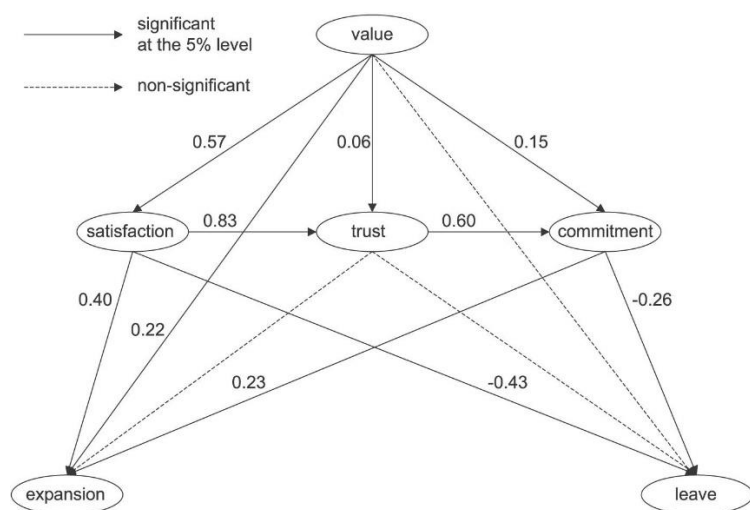 significant
at the 5% level
value
non-significant
0.57
0.06
0.15
satisfaction
0.83
trust
0.60
commitment
0.40
-0.26
0.22
0.23
-0.43
expansion
leave